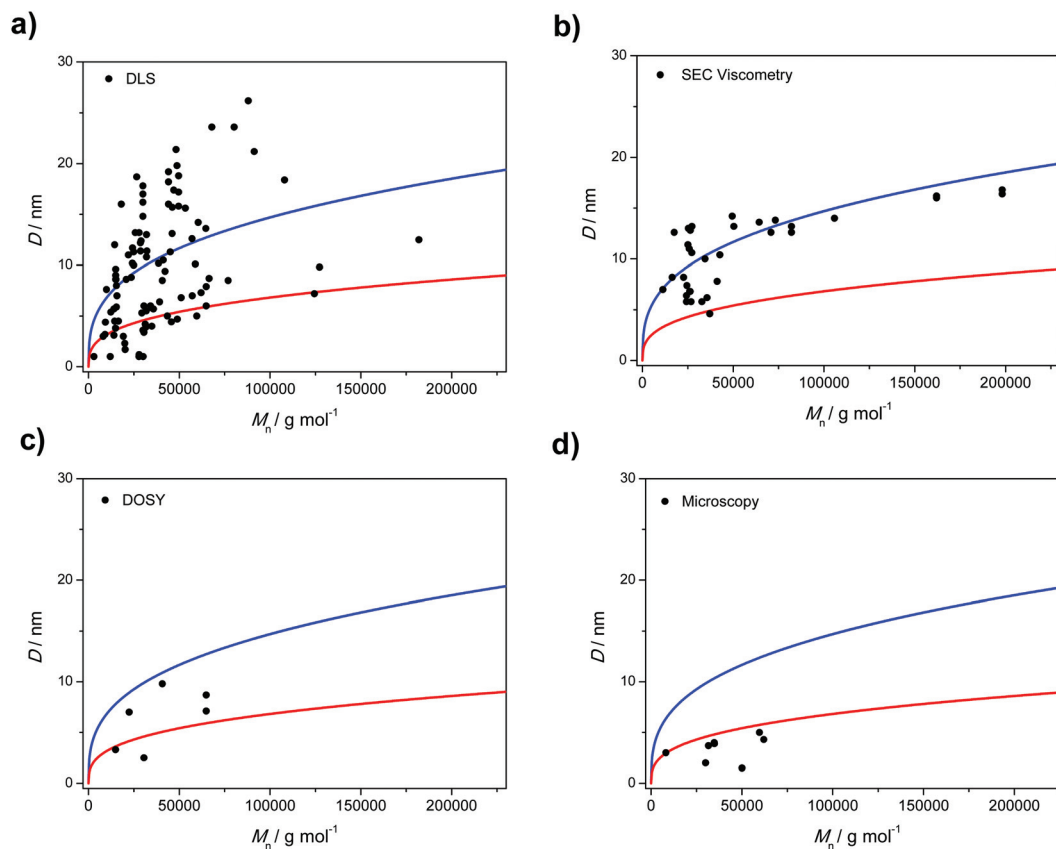 a)
30
20
10
0
D / nm
DLS
0
50000
100000
150000
200000
Mn / g mol⁻¹
b)
30
20
10
0
D / nm
SEC Viscometry
0
50000
100000
150000
200000
Mn / g mol⁻¹
c)
30
20
10
0
D / nm
DOSY
0
50000
100000
150000
200000
Mn / g mol⁻¹
d)
30
20
10
0
D / nm
Microscopy
0
50000
100000
150000
200000
Mn / g mol⁻¹